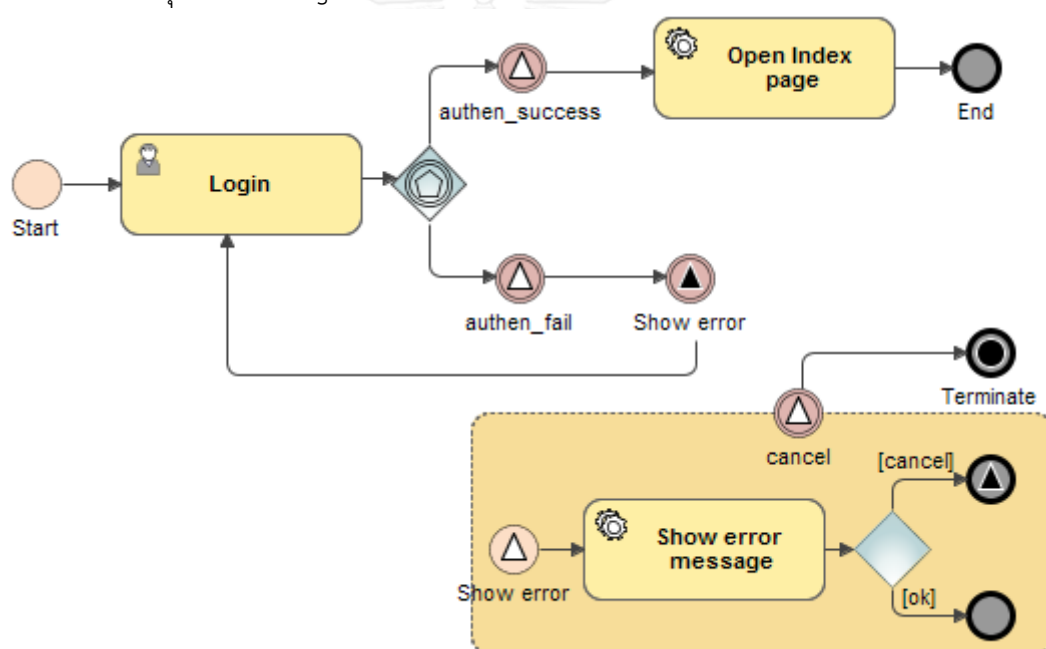 Open Index
page
authen_success
End
Login
Start
authen_fail
Show error
Terminate
cancel
[cancel]
Show error
message
Show error
[ok]